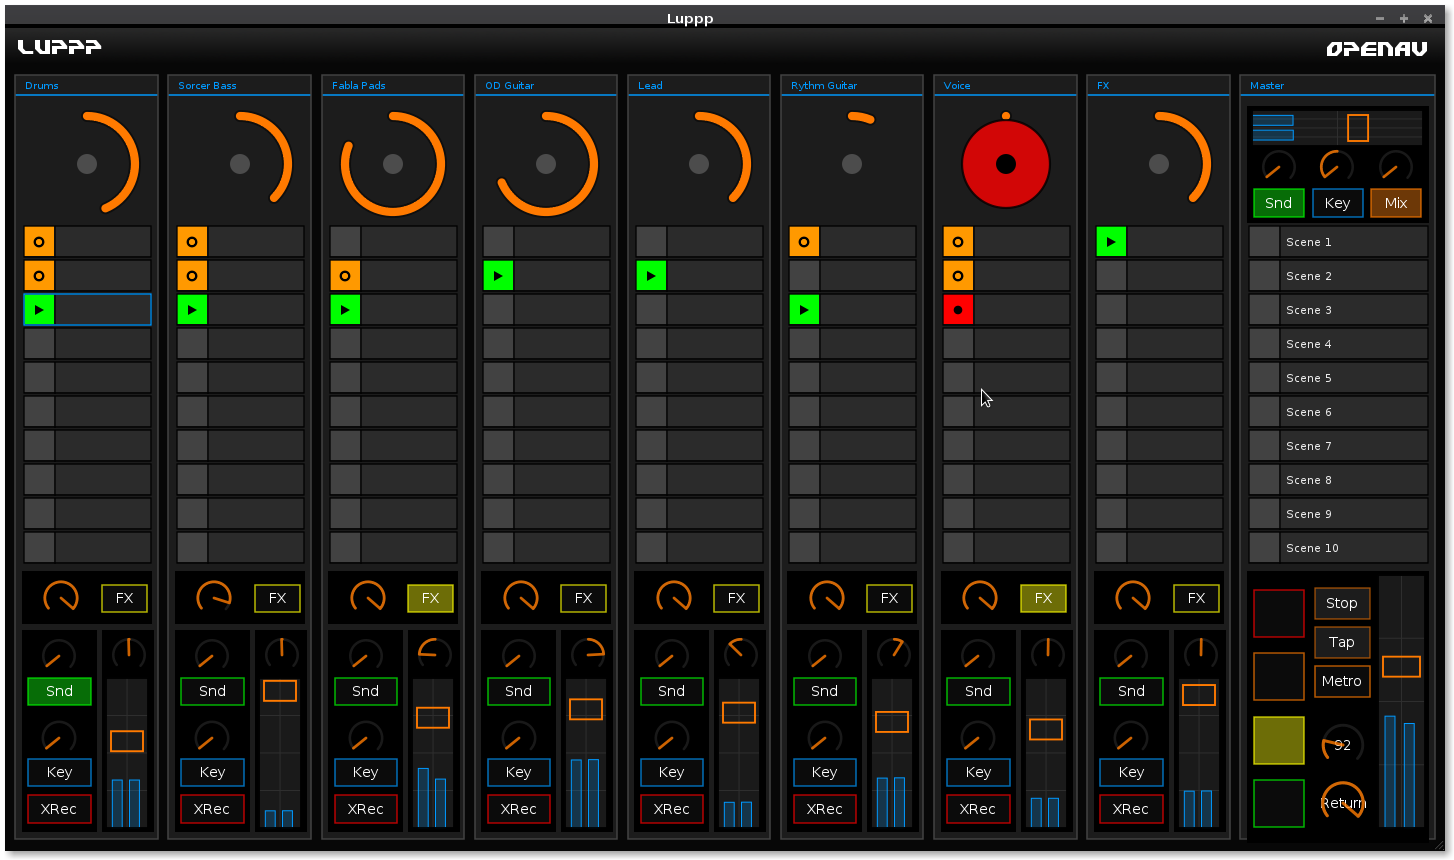 Luppp
LUPPP OPENAV
Drums Sorcer Bass Fabla Pads OD Guitar Lead Rythm Guitar Voice FX Master
Snd Key Mix
Scene 1
Scene 2
Scene 3
Scene 4
Scene 5
Scene 6
Scene 7
Scene 8
Scene 9
Scene 10
FX FX FX FX FX FX FX FX Stop
Tap
Metro
Snd Snd Snd Snd Snd Snd Snd Snd
92
Key Key Key Key Key Key Key Key
XRec XRec XRec XRec XRec XRec XRec XRec Return